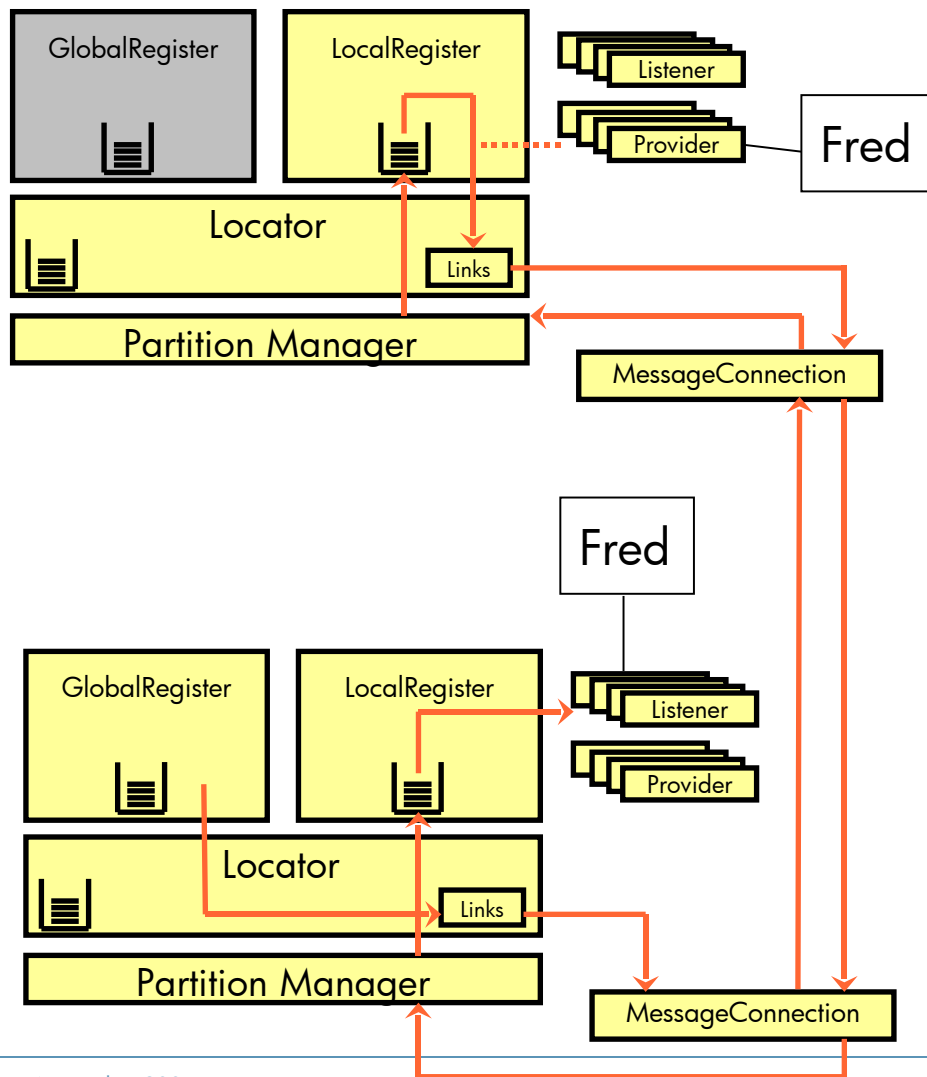 GlobalRegister
LocalRegister
Listener
Provider
Fred
Locator
Links
Partition Manager
MessageConnection
Fred
GlobalRegister
LocalRegister
Listener
Provider
Locator
Links
Partition Manager
MessageConnection